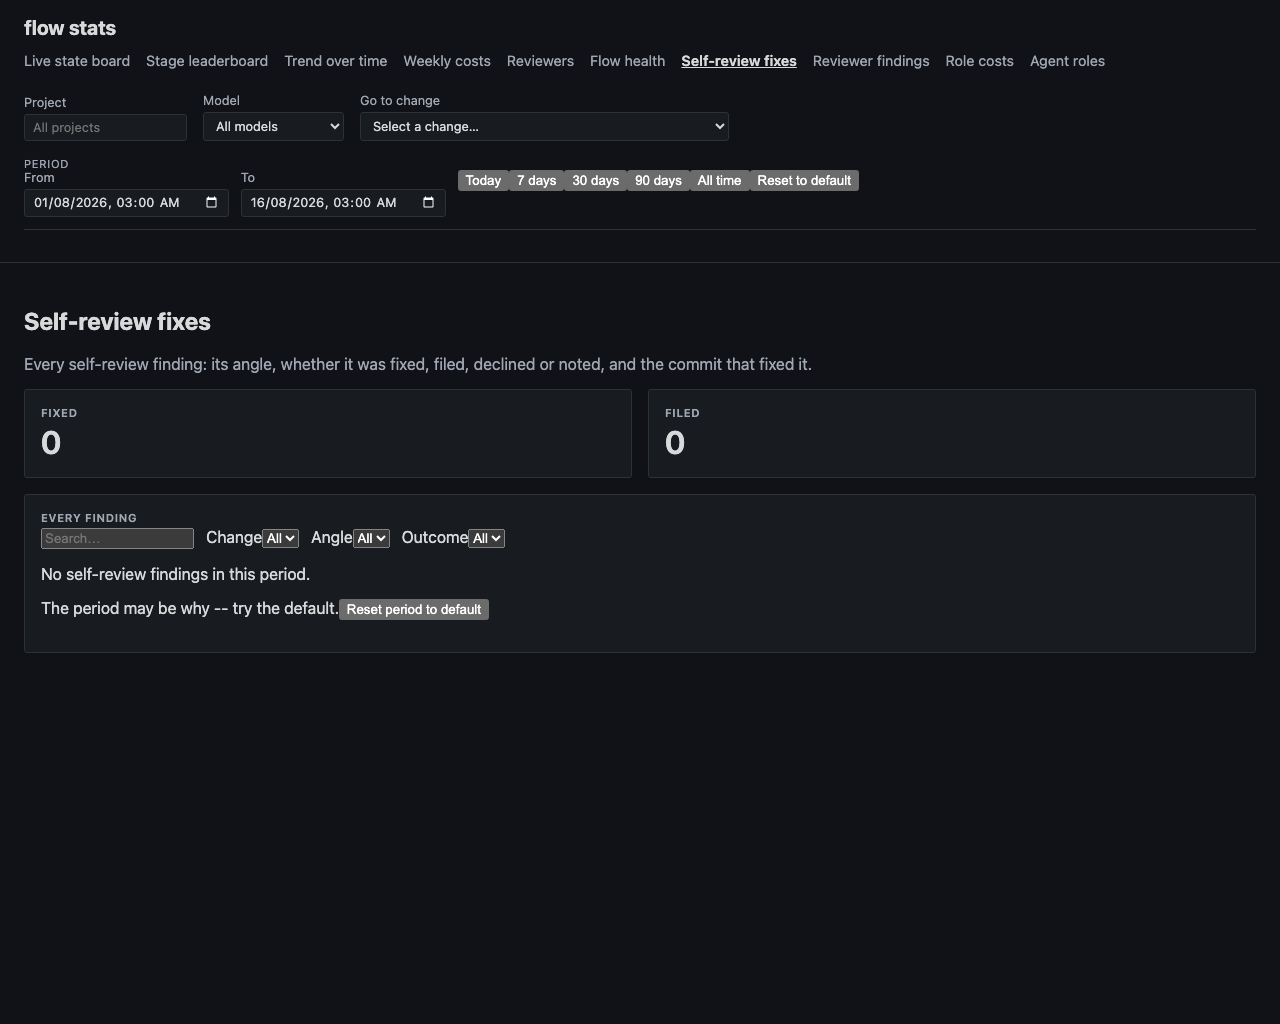 flow stats
Live state board Stage leaderboard Trend over time Weekly costs Reviewers Flow health Self-review fixes Reviewer findings Role costs Agent roles
Project Model Go to change
All projects All models Select a change...
PERIOD
From To
Today 7 days 30 days 90 days All time Reset to default
01/08/2026, 03:00 AM 16/08/2026, 03:00 AM
Self-review fixes
Every self-review finding: its angle, whether it was fixed, filed, declined or noted, and the commit that fixed it.
FIXED FILED
0 0
EVERY FINDING
Search... Change All Angle All Outcome All
No self-review findings in this period.
The period may be why -- try the default. Reset period to default